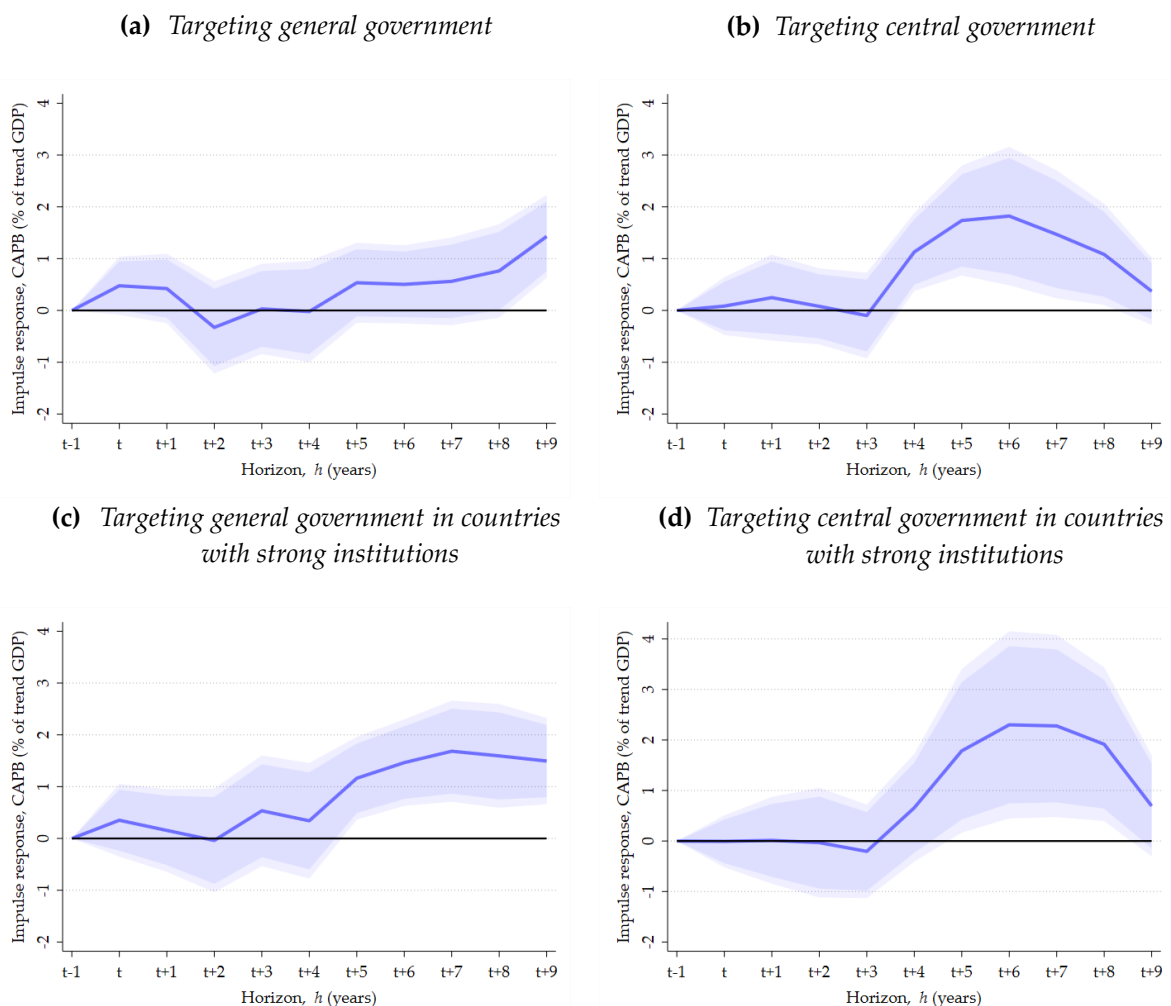 (a) Targeting general government
(b) Targeting central government
Impulse response, CAPB (% of trend GDP)
4
3
2
1
0
-1
-2
t-1 t t+1 t+2 t+3 t+4 t+5 t+6 t+7 t+8 t+9
Horizon, h (years)
Impulse response, CAPB (% of trend GDP)
4
3
2
1
0
-1
-2
t-1 t t+1 t+2 t+3 t+4 t+5 t+6 t+7 t+8 t+9
Horizon, h (years)
(c) Targeting general government in countries
with strong institutions
(d) Targeting central government in countries
with strong institutions
Impulse response, CAPB (% of trend GDP)
4
3
2
1
0
-1
-2
t-1 t t+1 t+2 t+3 t+4 t+5 t+6 t+7 t+8 t+9
Horizon, h (years)
Impulse response, CAPB (% of trend GDP)
4
3
2
1
0
-1
-2
t-1 t t+1 t+2 t+3 t+4 t+5 t+6 t+7 t+8 t+9
Horizon, h (years)